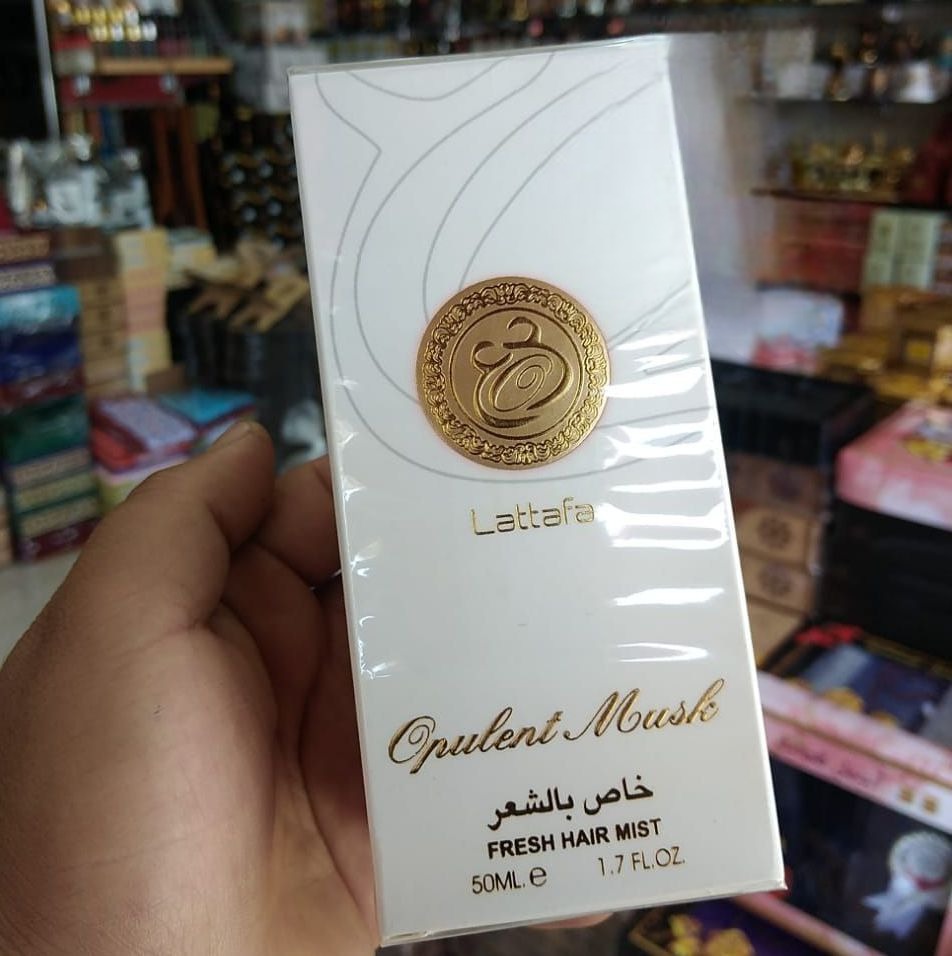 Lattafa
Opulent Musk
خاص بالشعر
FRESH HAIR MIST
50ML.e 1.7 FL.OZ.